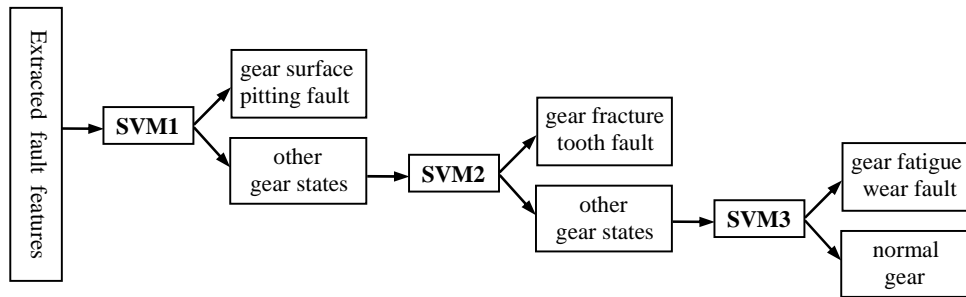 Extracted fault features
SVM1
gear surface
pitting fault
other
gear states
SVM2
gear fracture
tooth fault
other
gear states
SVM3
gear fatigue
wear fault
normal
gear